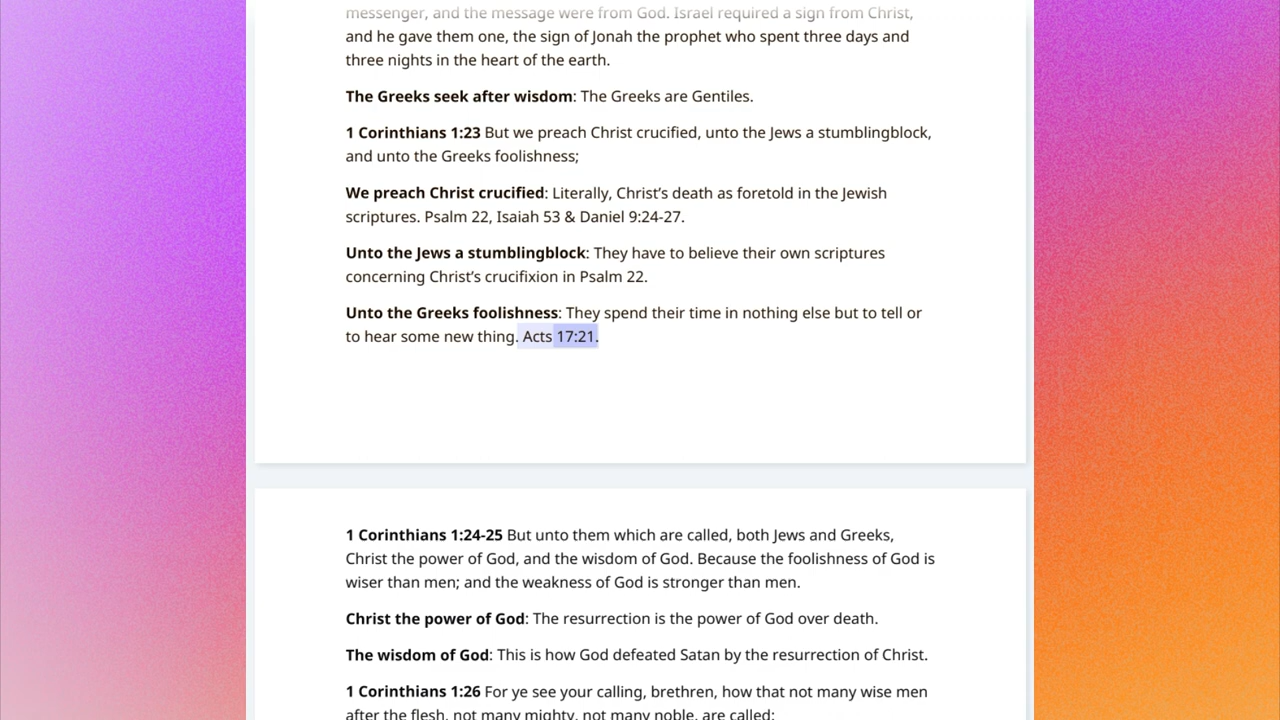 messenger, and the message were from God. Israel required a sign from Christ,
and he gave them one, the sign of Jonah the prophet who spent three days and
three nights in the heart of the earth.
The Greeks seek after wisdom: The Greeks are Gentiles.
1 Corinthians 1:23 But we preach Christ crucified, unto the Jews a stumblingblock,
and unto the Greeks foolishness;
We preach Christ crucified: Literally, Christ’s death as foretold in the Jewish
scriptures. Psalm 22, Isaiah 53 & Daniel 9:24-27.
Unto the Jews a stumblingblock: They have to believe their own scriptures
concerning Christ’s crucifixion in Psalm 22.
Unto the Greeks foolishness: They spend their time in nothing else but to tell or
to hear some new thing. Acts 17:21.
1 Corinthians 1:24-25 But unto them which are called, both Jews and Greeks,
Christ the power of God, and the wisdom of God. Because the foolishness of God is
wiser than men; and the weakness of God is stronger than men.
Christ the power of God: The resurrection is the power of God over death.
The wisdom of God: This is how God defeated Satan by the resurrection of Christ.
1 Corinthians 1:26 For ye see your calling, brethren, how that not many wise men
after the flesh, not many mighty, not many noble, are called: